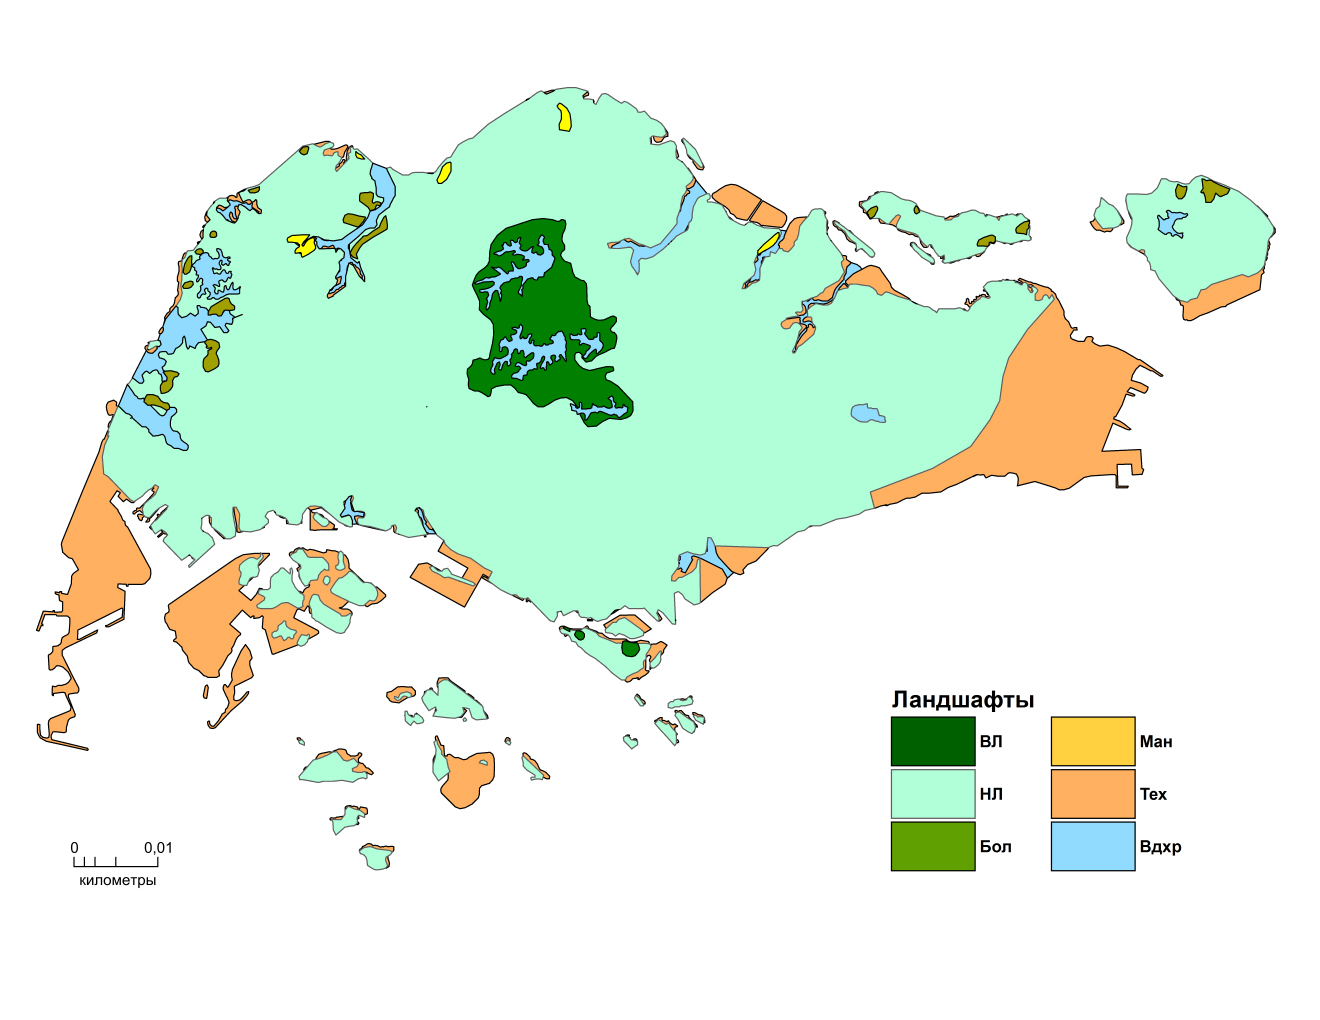 Ландшафты
ВЛ
Ман
НЛ
Тех
Бол
Вдхр
0 0,01
километры